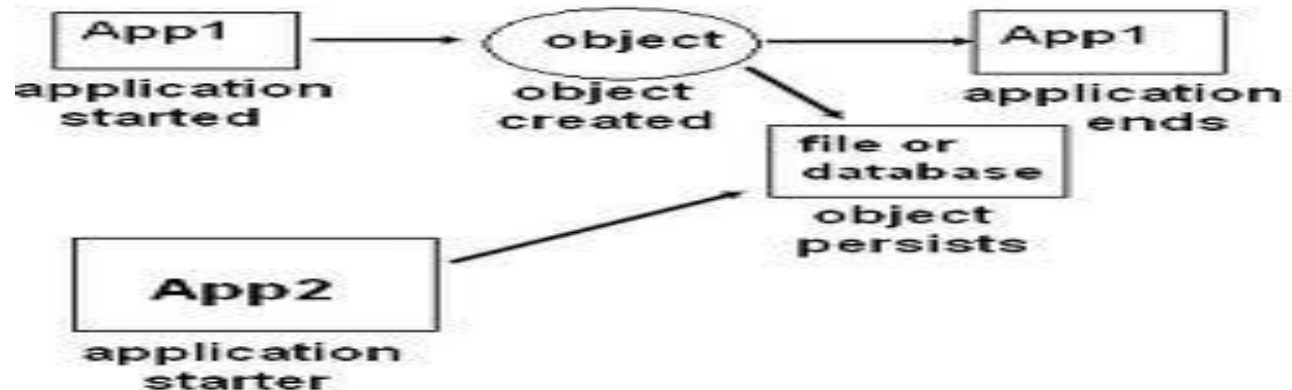 App1
application
started
object
object
created
App1
application
ends
file or
database
object
persists
App2
application
starter